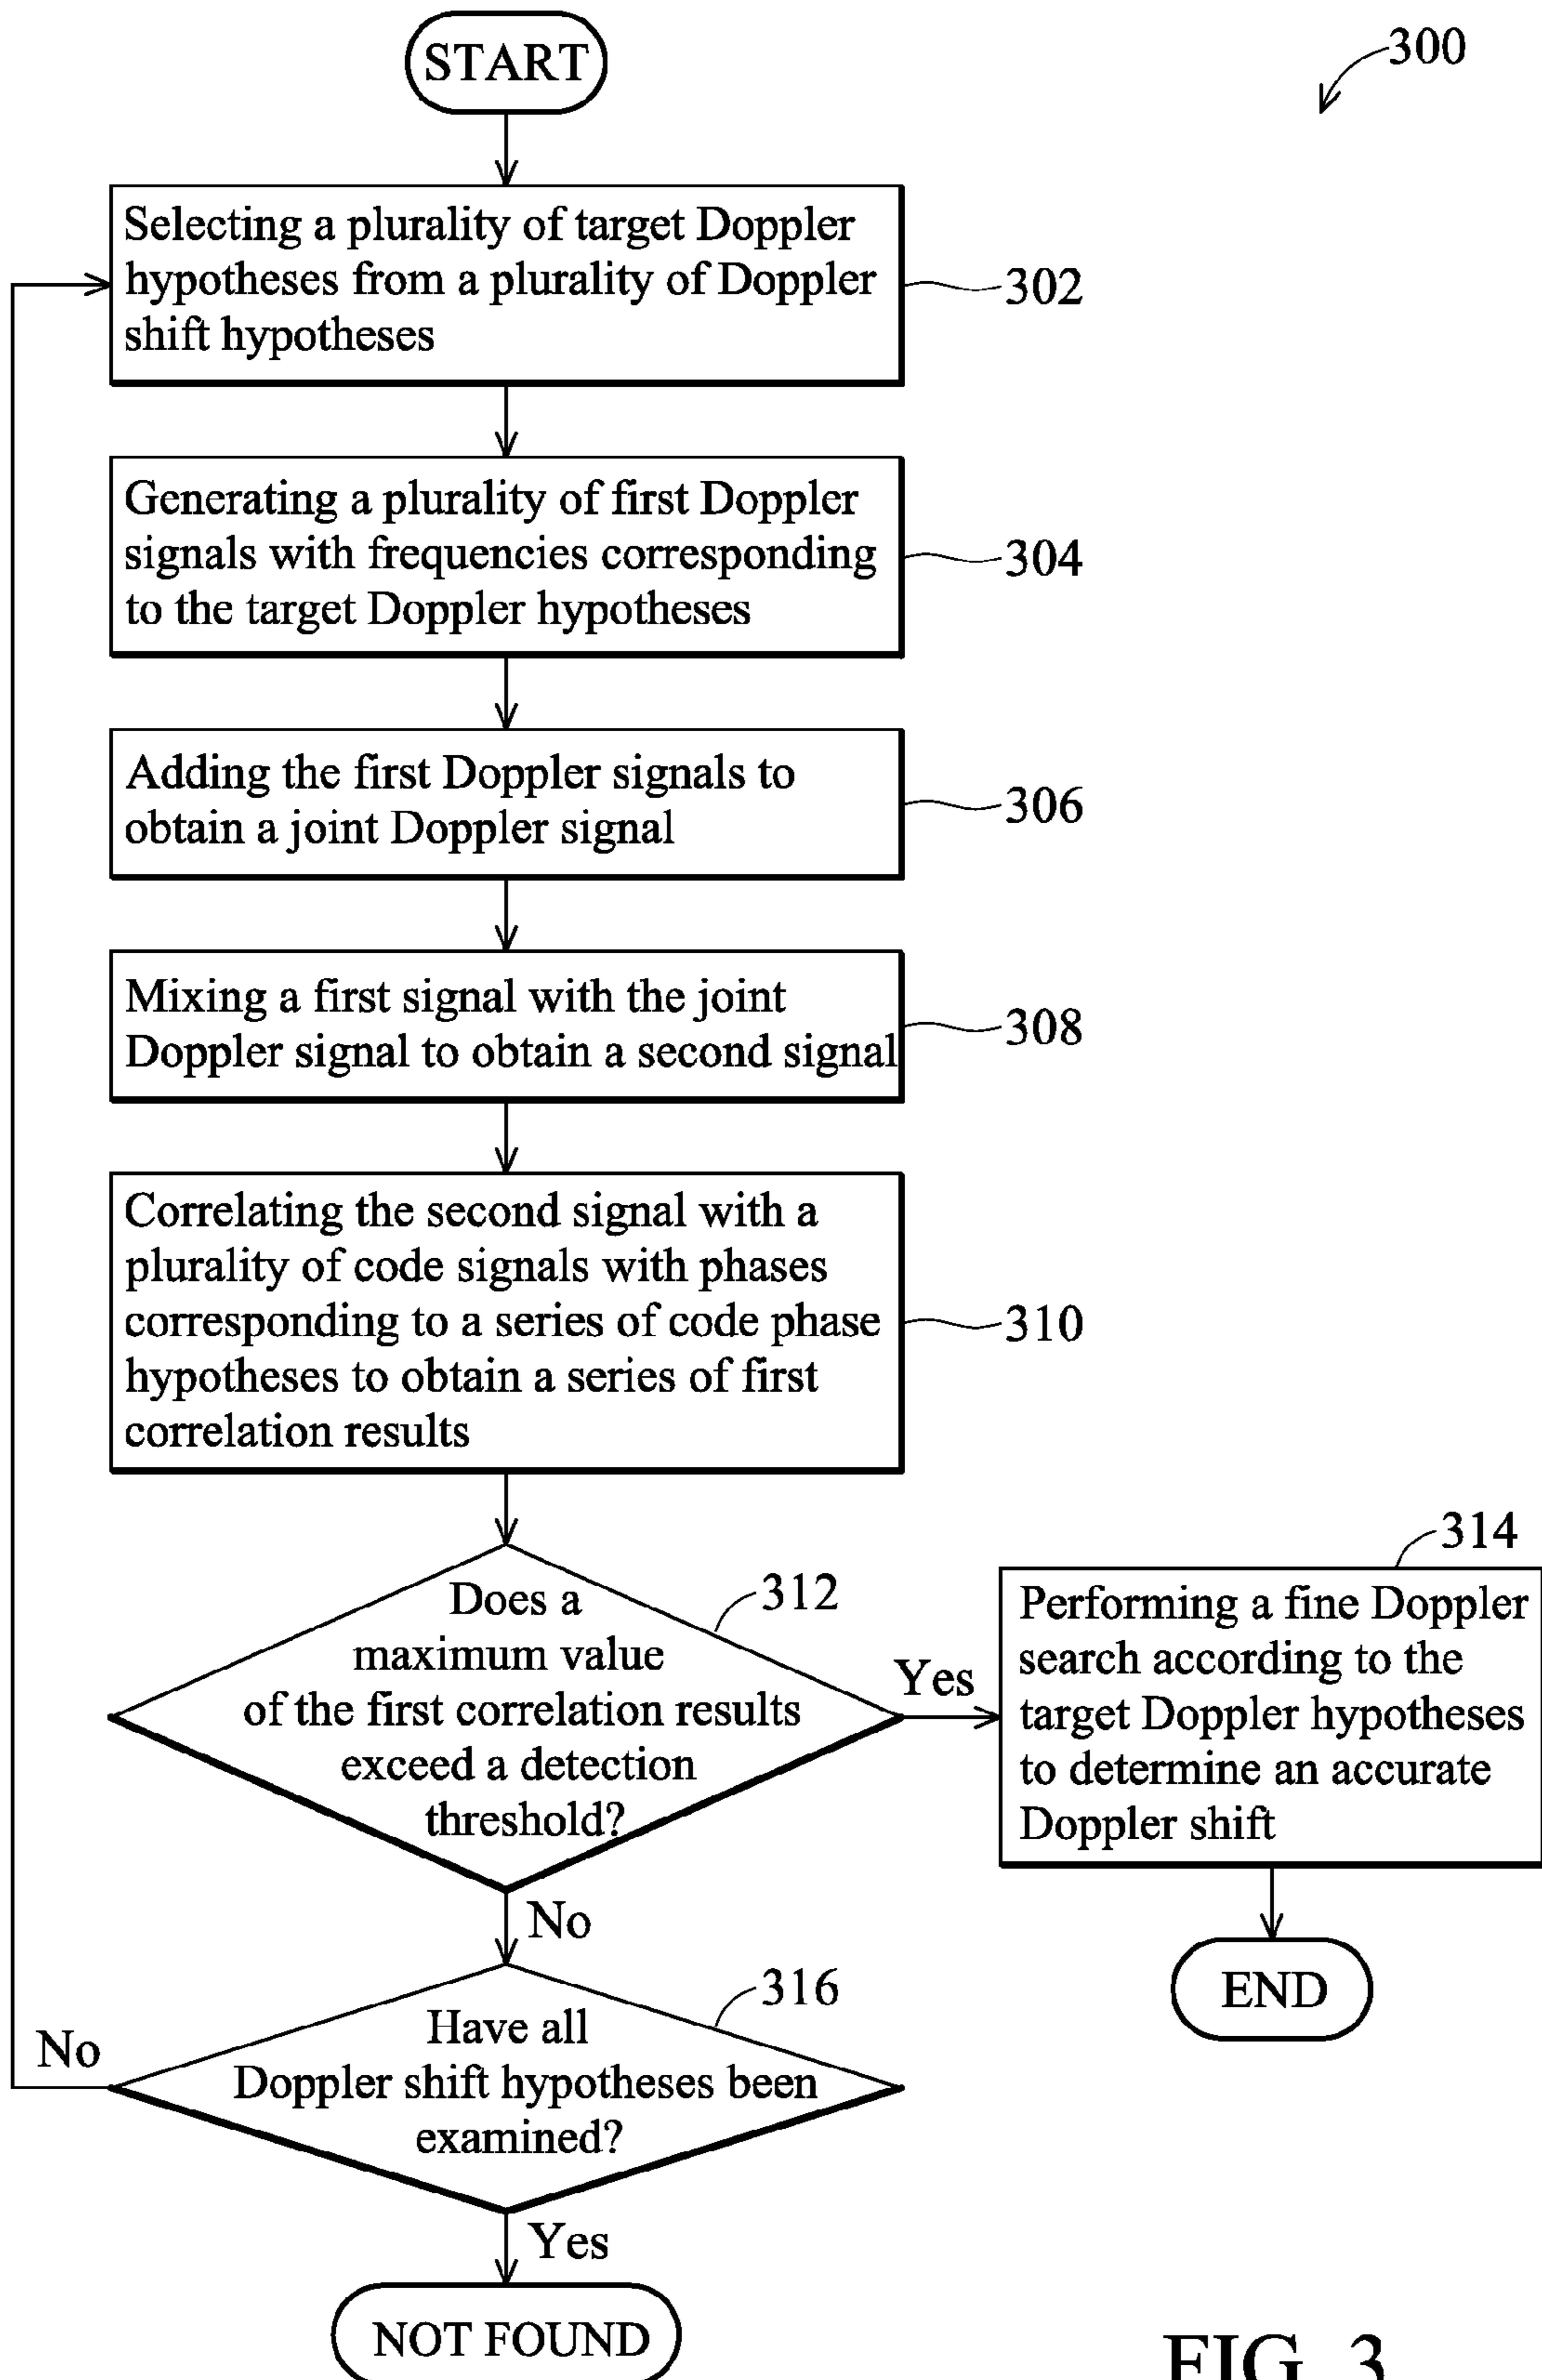 START
300
Selecting a plurality of target Doppler
hypotheses from a plurality of Doppler
shift hypotheses
302
Generating a plurality of first Doppler
signals with frequencies corresponding
to the target Doppler hypotheses
304
Adding the first Doppler signals to
obtain a joint Doppler signal
306
Mixing a first signal with the joint
Doppler signal to obtain a second signal
308
Correlating the second signal with a
plurality of code signals with phases
corresponding to a series of code phase
hypotheses to obtain a series of first
correlation results
310
Does a
maximum value
of the first correlation results
exceed a detection
threshold?
312
Yes
314
Performing a fine Doppler
search according to the
target Doppler hypotheses
to determine an accurate
Doppler shift
END
No
Have all
Doppler shift hypotheses been
examined?
316
No
Yes
NOT FOUND
FIG. 3